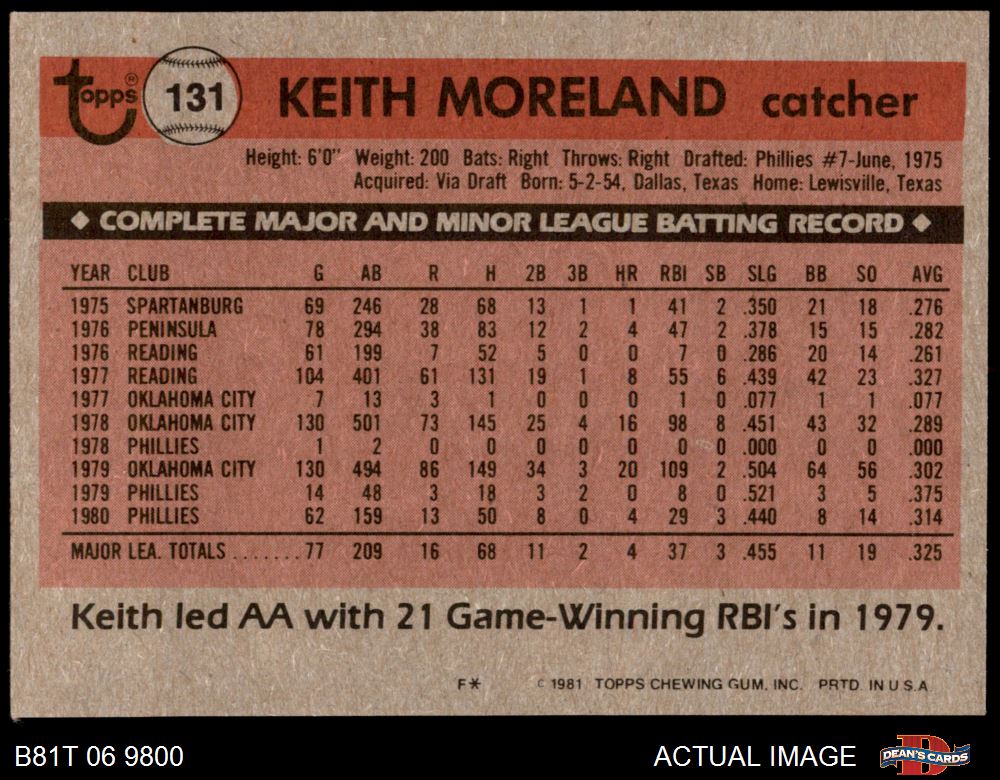 topps® 131 KEITH MORELAND catcher
Height: 6'0" Weight: 200 Bats: Right Throws: Right Drafted: Phillies #7-June, 1975
Acquired: Via Draft Born: 5-2-54, Dallas, Texas Home: Lewisville, Texas
◆ COMPLETE MAJOR AND MINOR LEAGUE BATTING RECORD ◆
YEAR CLUB G AB R H 2B 3B HR RBI SB SLG BB SO AVG
1975 SPARTANBURG 69 246 28 68 13 1 1 41 2 .350 21 18 .276
1976 PENINSULA 78 294 38 83 12 2 4 47 2 .378 15 15 .282
1976 READING 61 199 7 52 5 0 0 7 0 .286 20 14 .261
1977 READING 104 401 61 131 19 1 8 55 6 .439 42 23 .327
1977 OKLAHOMA CITY 7 13 3 1 0 0 0 1 0 .077 1 1 .077
1978 OKLAHOMA CITY 130 501 73 145 25 4 16 98 8 .451 43 32 .289
1978 PHILLIES 1 2 0 0 0 0 0 0 0 .000 0 0 .000
1979 OKLAHOMA CITY 130 494 86 149 34 3 20 109 2 .504 64 56 .302
1979 PHILLIES 14 48 3 18 3 2 0 8 0 .521 3 5 .375
1980 PHILLIES 62 159 13 50 8 0 4 29 3 .440 8 14 .314
MAJOR LEA. TOTALS.......77 209 16 68 11 2 4 37 3 .455 11 19 .325
Keith led AA with 21 Game-Winning RBI's in 1979.
F* © 1981 TOPPS CHEWING GUM, INC. PRTD. IN U.S.A.
B81T 06 9800 ACTUAL IMAGE DEAN'S CARDS